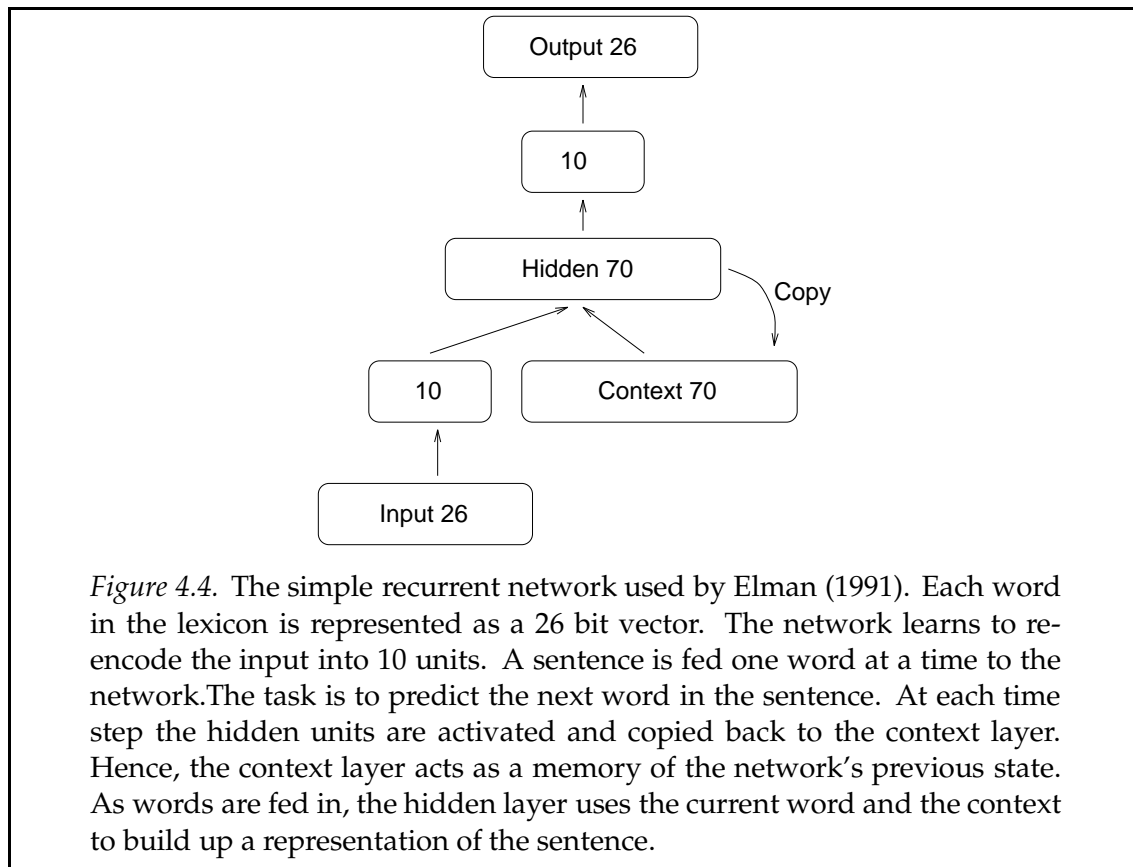 Output 26
10
Hidden 70
Copy
10
Context 70
Input 26
Figure 4.4. The simple recurrent network used by Elman (1991). Each word
in the lexicon is represented as a 26 bit vector. The network learns to re-
encode the input into 10 units. A sentence is fed one word at a time to the
network.The task is to predict the next word in the sentence. At each time
step the hidden units are activated and copied back to the context layer.
Hence, the context layer acts as a memory of the network's previous state.
As words are fed in, the hidden layer uses the current word and the context
to build up a representation of the sentence.